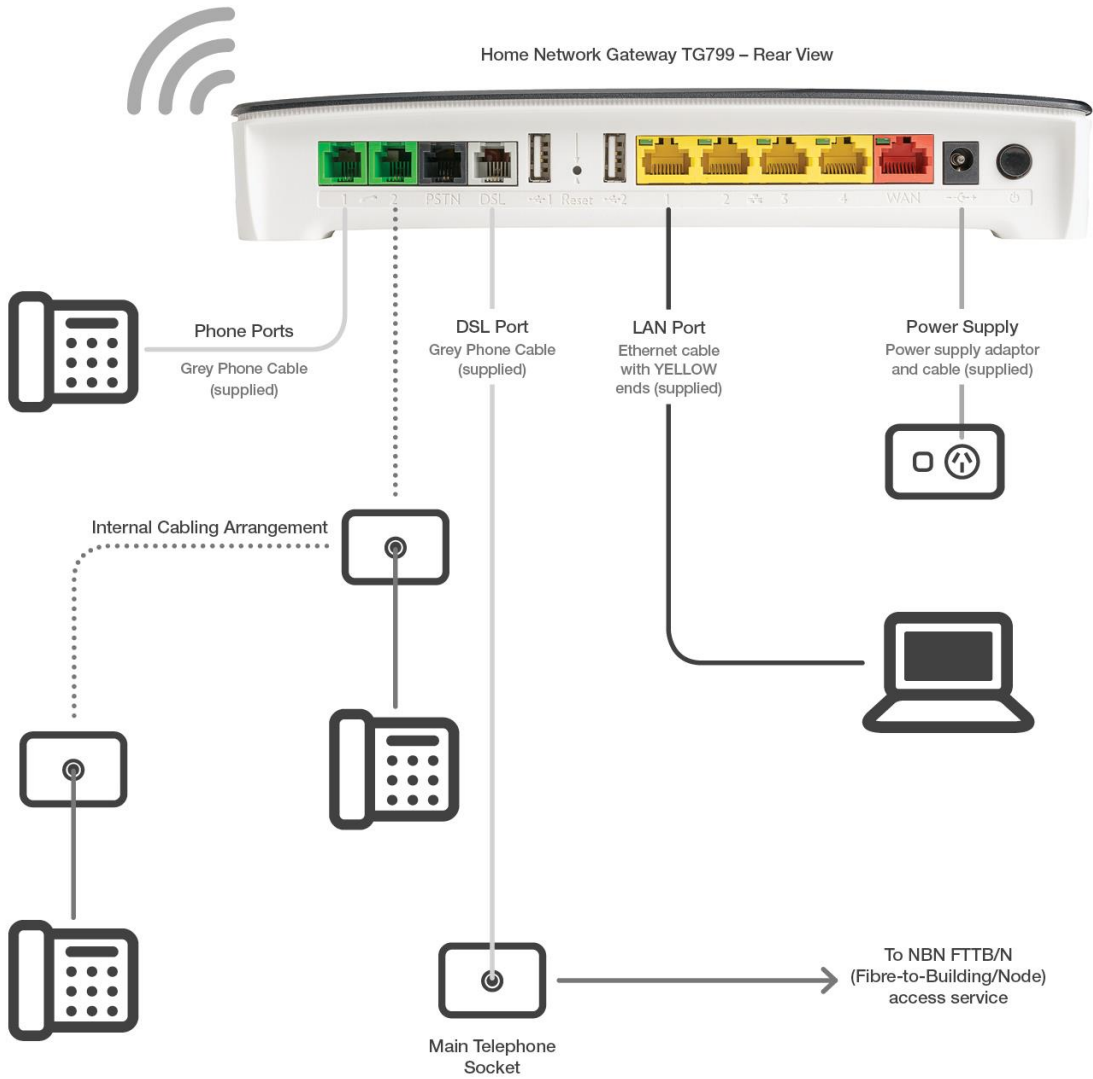 Home Network Gateway TG799 – Rear View
1 2 PSTN DSL 1 Reset 2 1 2 3 4 WAN
Phone Ports
Grey Phone Cable
(supplied)
DSL Port
Grey Phone Cable
(supplied)
LAN Port
Ethernet cable
with YELLOW
ends (supplied)
Power Supply
Power supply adaptor
and cable (supplied)
Internal Cabling Arrangement
Main Telephone
Socket
To NBN FTTB/N
(Fibre-to-Building/Node)
access service